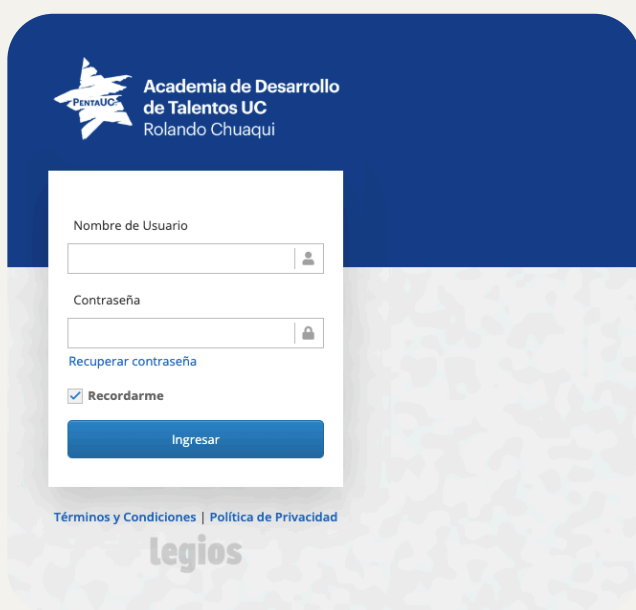 PENTAUC
Academia de Desarrollo
de Talentos UC
Rolando Chuaqui
Nombre de Usuario
Contraseña
Recuperar contraseña
Recordarme
Ingresar
Términos y Condiciones | Política de Privacidad
legios